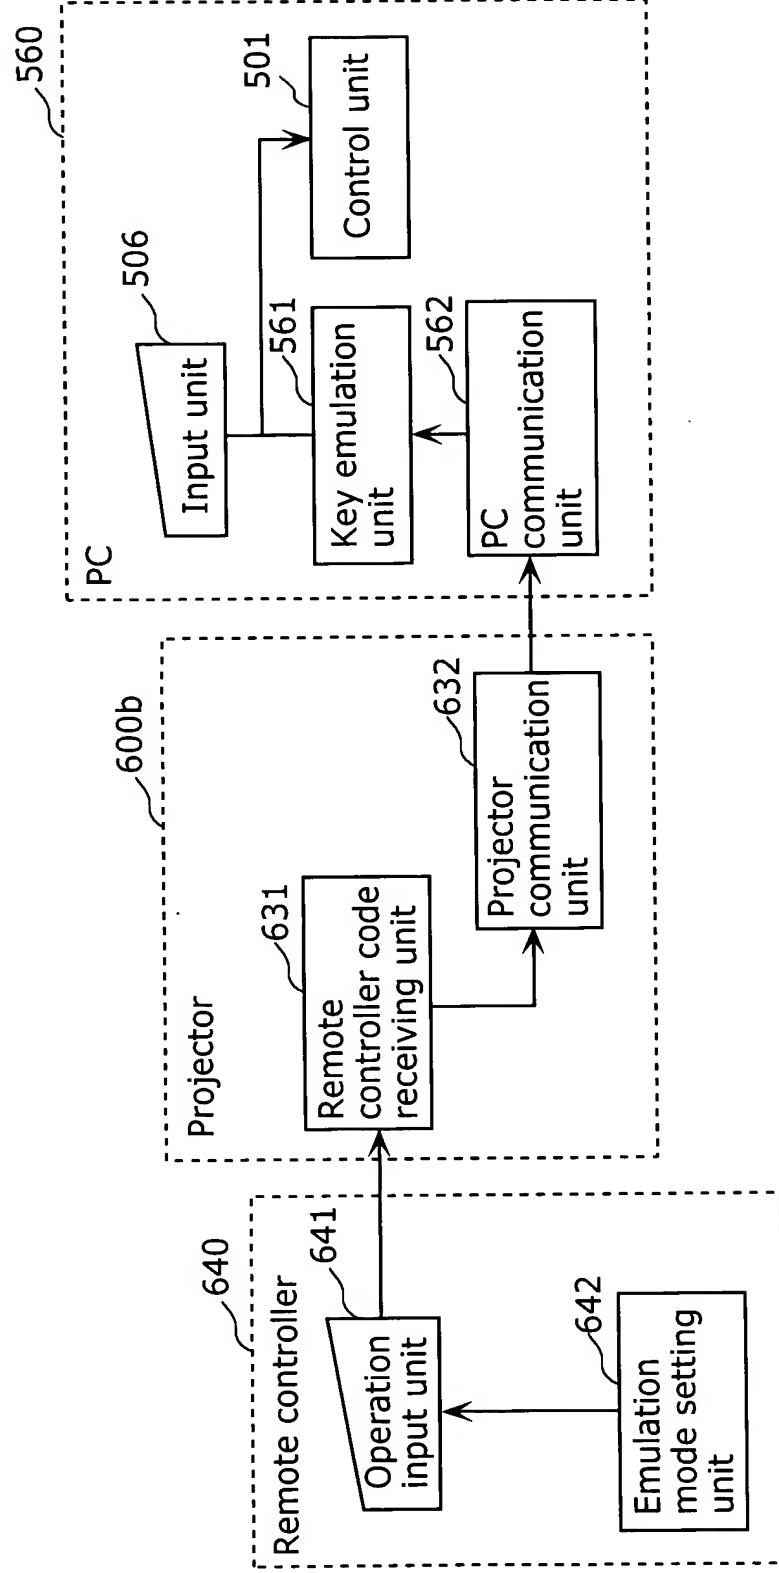 640
Remote controller
641
Operation
input unit
642
Emulation
mode setting
unit
600b
Projector
631
Remote
controller code
receiving unit
632
Projector
communication
unit
560
PC
506
Input unit
561
Key emulation
unit
562
PC
communication
unit
501
Control unit